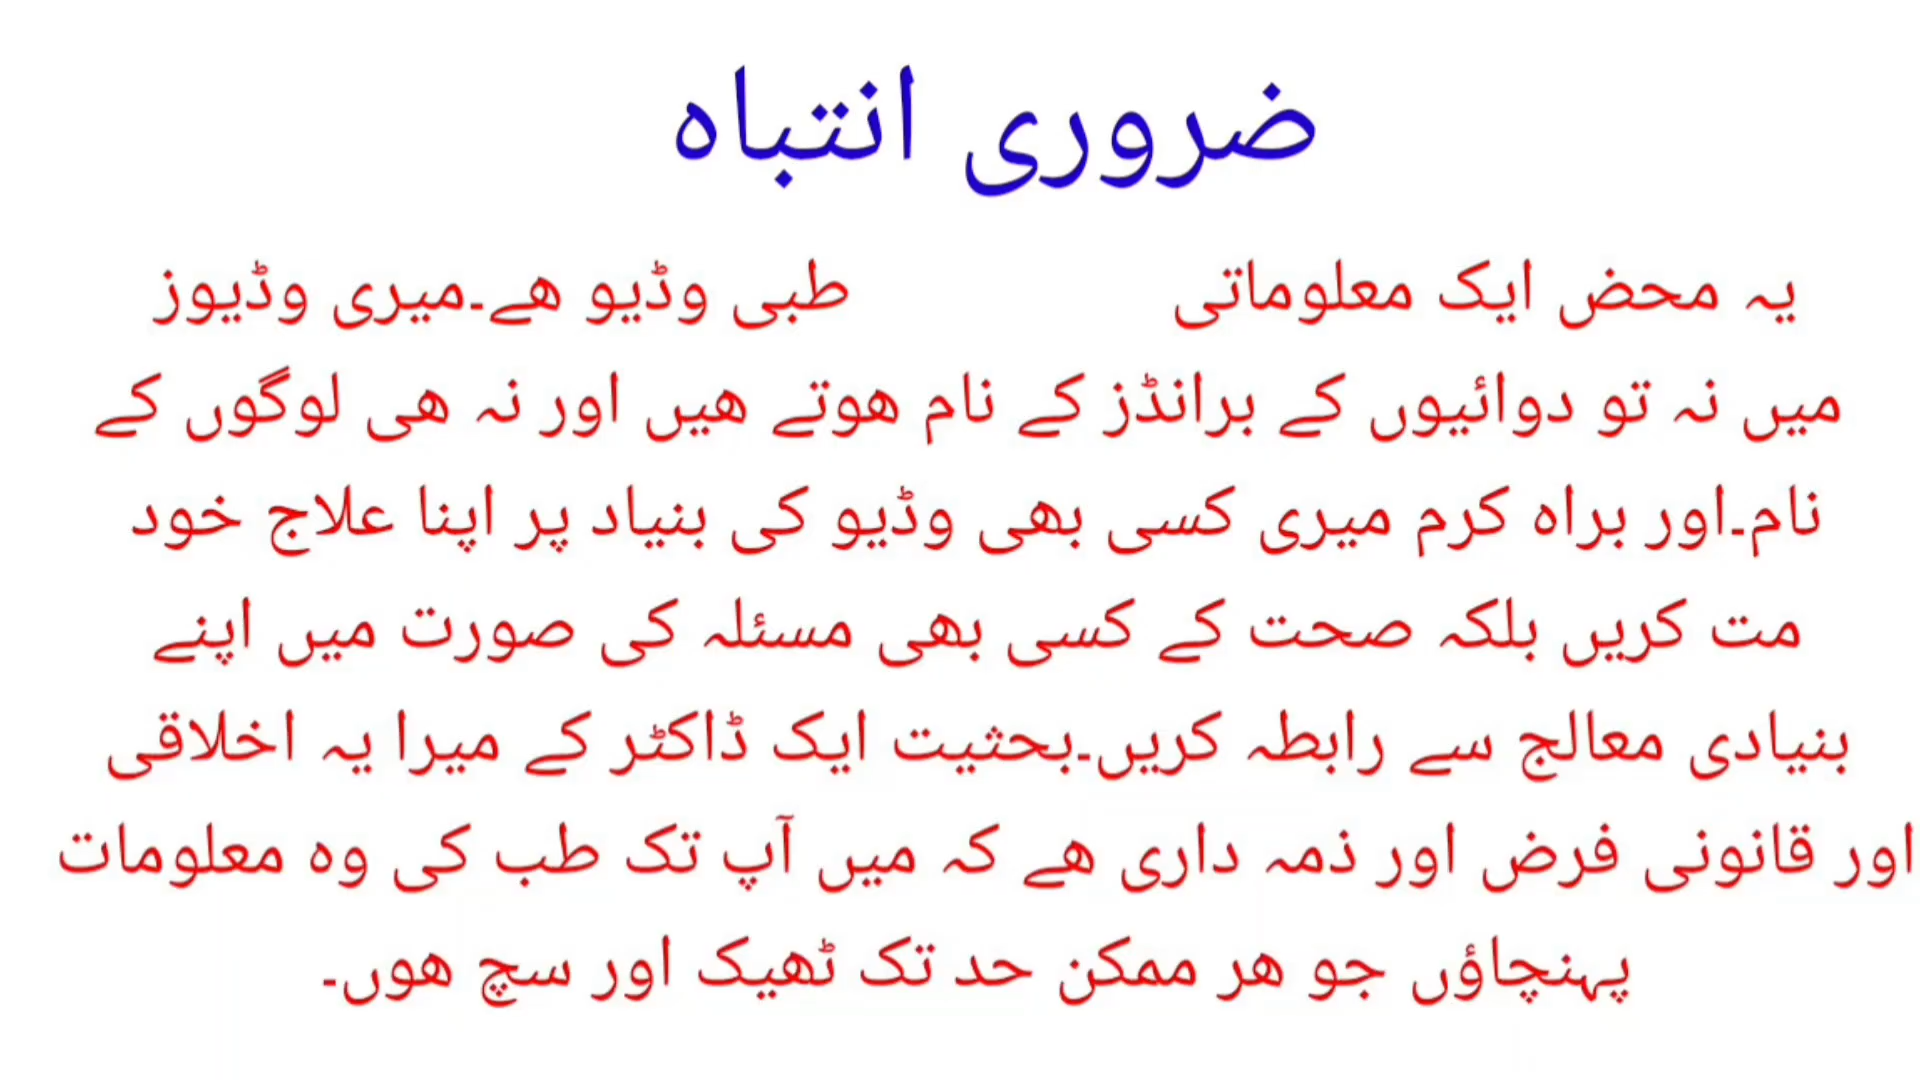 ضروری انتباہ
یہ محض ایک معلوماتی طبی وڈیو ھے۔میری وڈیوز
میں نہ تو دوائیوں کے برانڈز کے نام ھوتے ھیں اور نہ ھی لوگوں کے
نام۔اور براہ کرم میری کسی بھی وڈیو کی بنیاد پر اپنا علاج خود
مت کریں بلکہ صحت کے کسی بھی مسئلہ کی صورت میں اپنے
بنیادی معالج سے رابطہ کریں۔بحثیت ایک ڈاکٹر کے میرا یہ اخلاقی
اور قانونی فرض اور ذمہ داری ھے کہ میں آپ تک طب کی وہ معلومات
پہنچاؤں جو ھر ممکن حد تک ٹھیک اور سچ ھوں۔